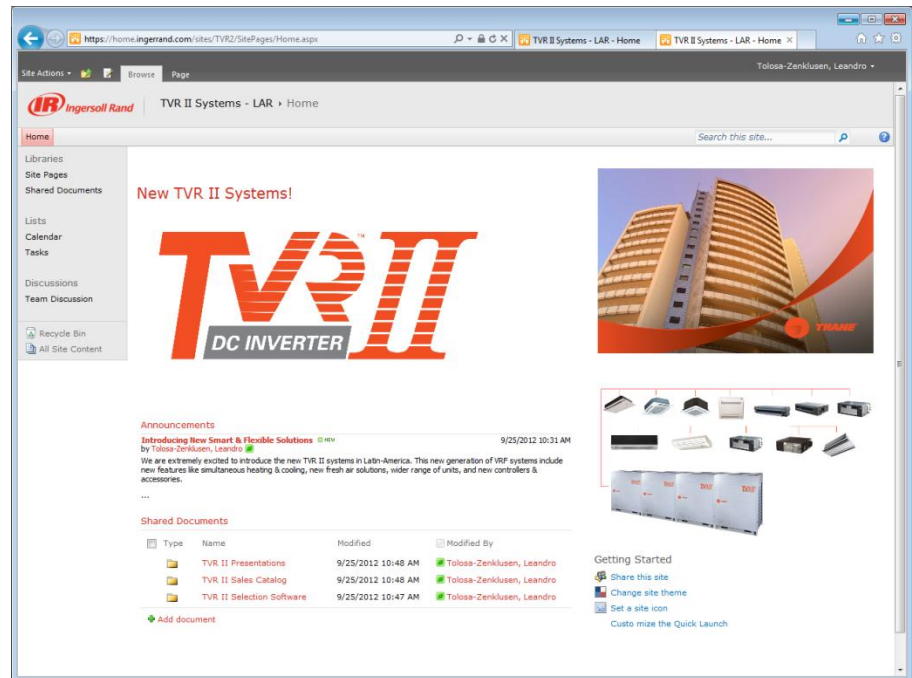 https://home.ingerrand.com/sites/TVR2/SitePages/Home.aspx
TVR II Systems - LAR - Home
TVR II Systems - LAR - Home
Site Actions
Browse
Page
Tolosa-Zenklusen, Leandro
IR Ingersoll Rand
TVR II Systems - LAR › Home
Home
Search this site...
Libraries
Site Pages
Shared Documents
Lists
Calendar
Tasks
Discussions
Team Discussion
Recycle Bin
All Site Content
New TVR II Systems!
TVR II™
DC INVERTER
TRANE
Announcements
Introducing New Smart & Flexible Solutions NEW 9/25/2012 10:31 AM
by Tolosa-Zenklusen, Leandro
We are extremely excited to introduce the new TVR II systems in Latin-America. This new generation of VRF systems include
new features like simultaneous heating & cooling, new fresh air solutions, wider range of units, and new controllers &
accessories.
...
Shared Documents
Type Name Modified Modified By
TVR II Presentations 9/25/2012 10:48 AM Tolosa-Zenklusen, Leandro
TVR II Sales Catalog 9/25/2012 10:48 AM Tolosa-Zenklusen, Leandro
TVR II Selection Software 9/25/2012 10:47 AM Tolosa-Zenklusen, Leandro
Add document
Getting Started
Share this site
Change site theme
Set a site icon
Custo mize the Quick Launch